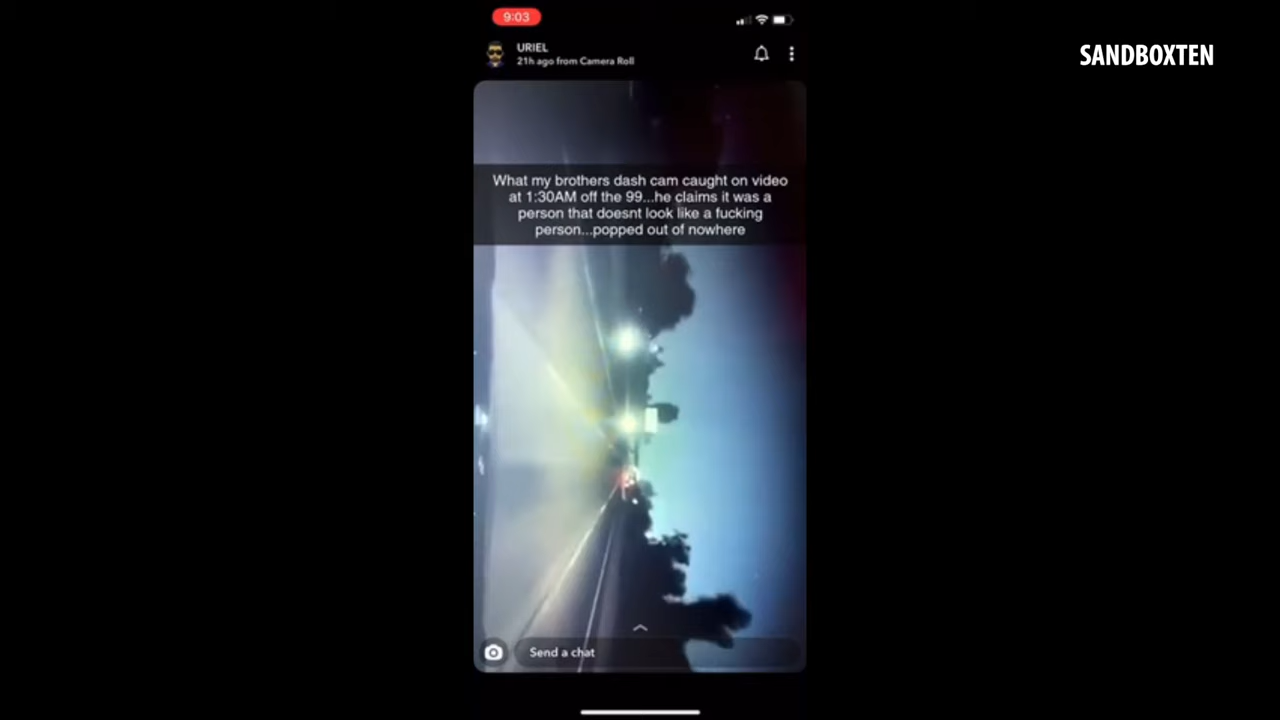 9:03
SANDBOXTEN
URIEL
21h ago from Camera Roll
What my brothers dash cam caught on video
at 1:30AM off the 99...he claims it was a
person that doesnt look like a fucking
person...popped out of nowhere
Send a chat